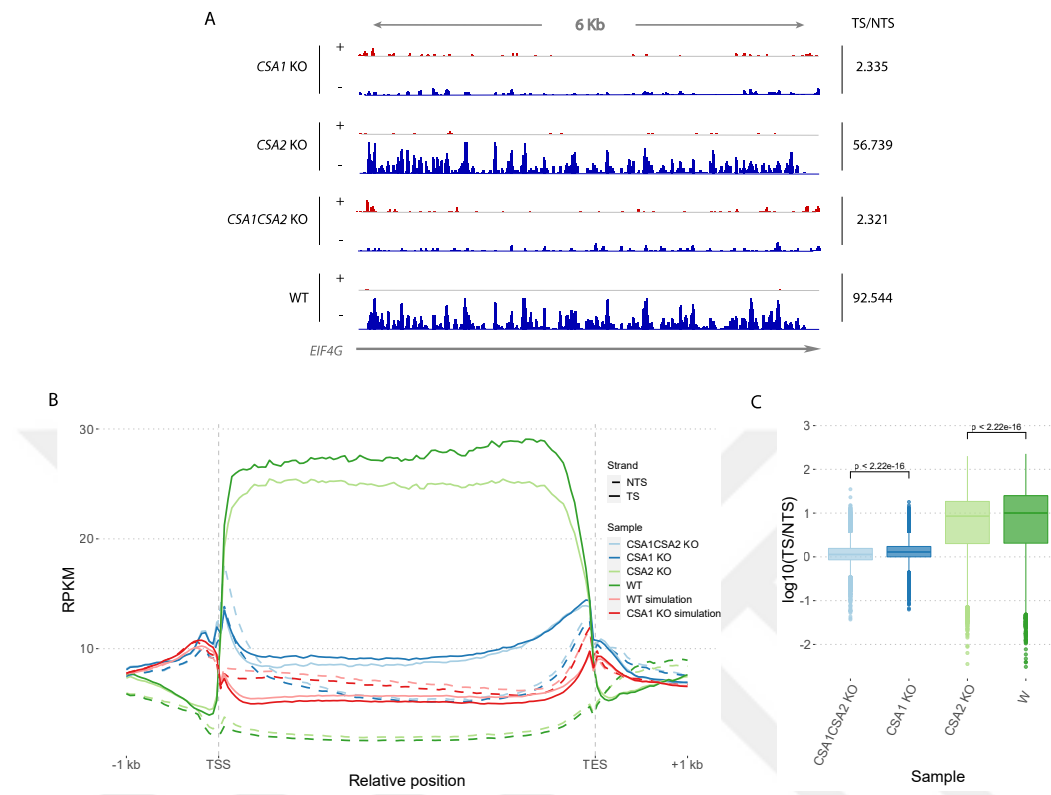 A
6 Kb
TS/NTS
+
CSA1 KO
2.335
-
+
CSA2 KO
56.739
-
+
CSA1CSA2 KO
2.321
-
+
WT
92.544
-
EIF4G
B
30
20
10
RPKM
-1 kb
TSS
TES
+1 kb
Relative position
Strand
NTS
TS
Sample
CSA1CSA2 KO
CSA1 KO
CSA2 KO
WT
WT simulation
CSA1 KO simulation
C
3
2
1
0
-1
-2
log10(TS/NTS)
p < 2.22e-16
p < 2.22e-16
CSA1CSA2 KO
CSA1 KO
CSA2 KO
W
Sample